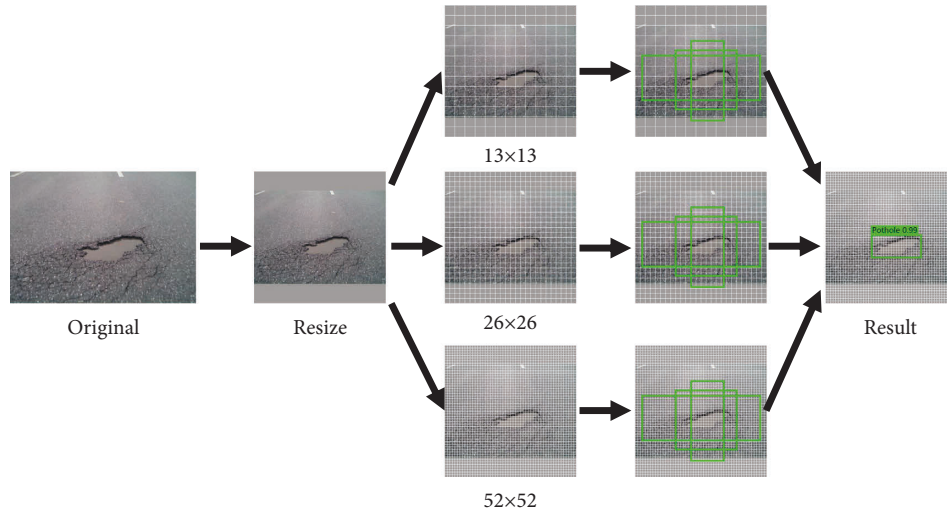 13×13
Pothole 0.99
Original
Resize
26×26
Result
52×52